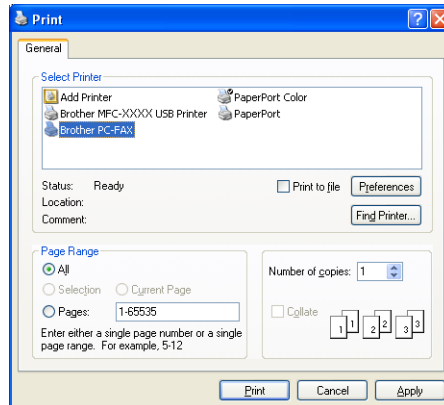 Print
General
Select Printer
Add Printer
PaperPort Color
Brother MFC-XXXX USB Printer
PaperPort
Brother PC-FAX
Status: Ready
Print to file
Preferences
Location:
Comment:
Find Printer...
Page Range
All
Selection
Current Page
Pages: 1-65535
Enter either a single page number or a single
page range. For example, 5-12
Number of copies: 1
Collate
1 1 2 2 3 3
Print
Cancel
Apply